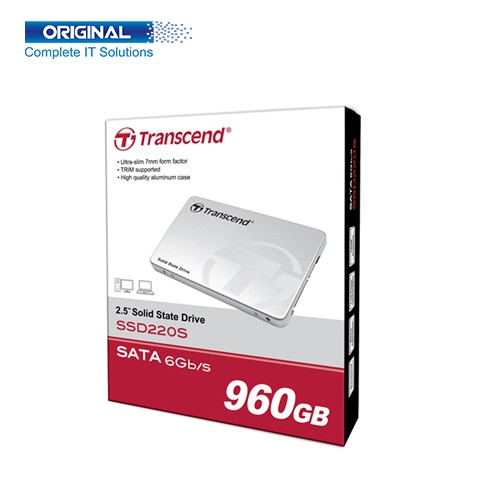 ORIGINAL
Complete IT Solutions
Transcend®
• Ultra-slim 7mm form factor
• TRIM supported
• High quality aluminum case
Transcend®
Solid State Drive
2.5" Solid State Drive
SSD220S
SATA 6Gb/s
960GB
SATA 6Gb/s
SSD220S